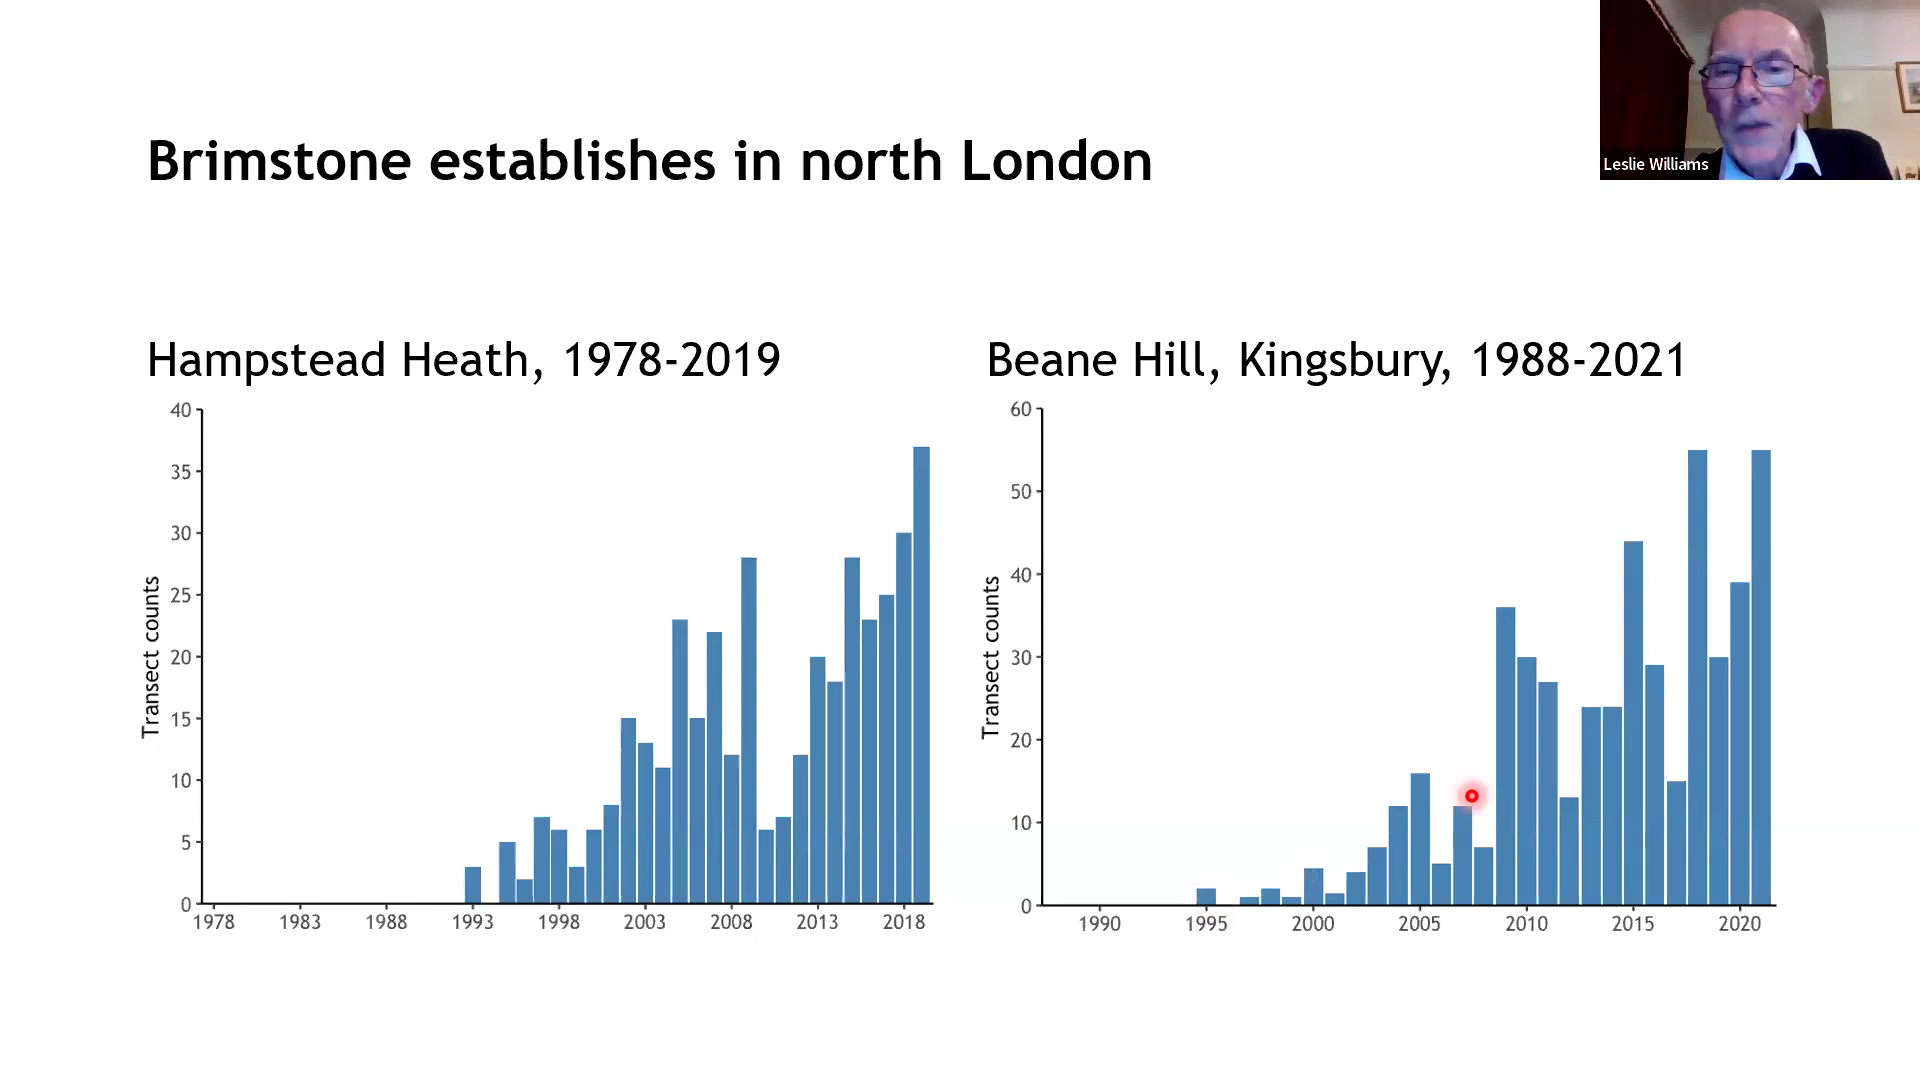 Leslie Williams
Brimstone establishes in north London
Hampstead Heath, 1978-2019
40
35
30
25
20
15
10
5
0
Transect counts
1978 1983 1988 1993 1998 2003 2008 2013 2018
Beane Hill, Kingsbury, 1988-2021
60
50
40
30
20
10
0
Transect counts
1990 1995 2000 2005 2010 2015 2020